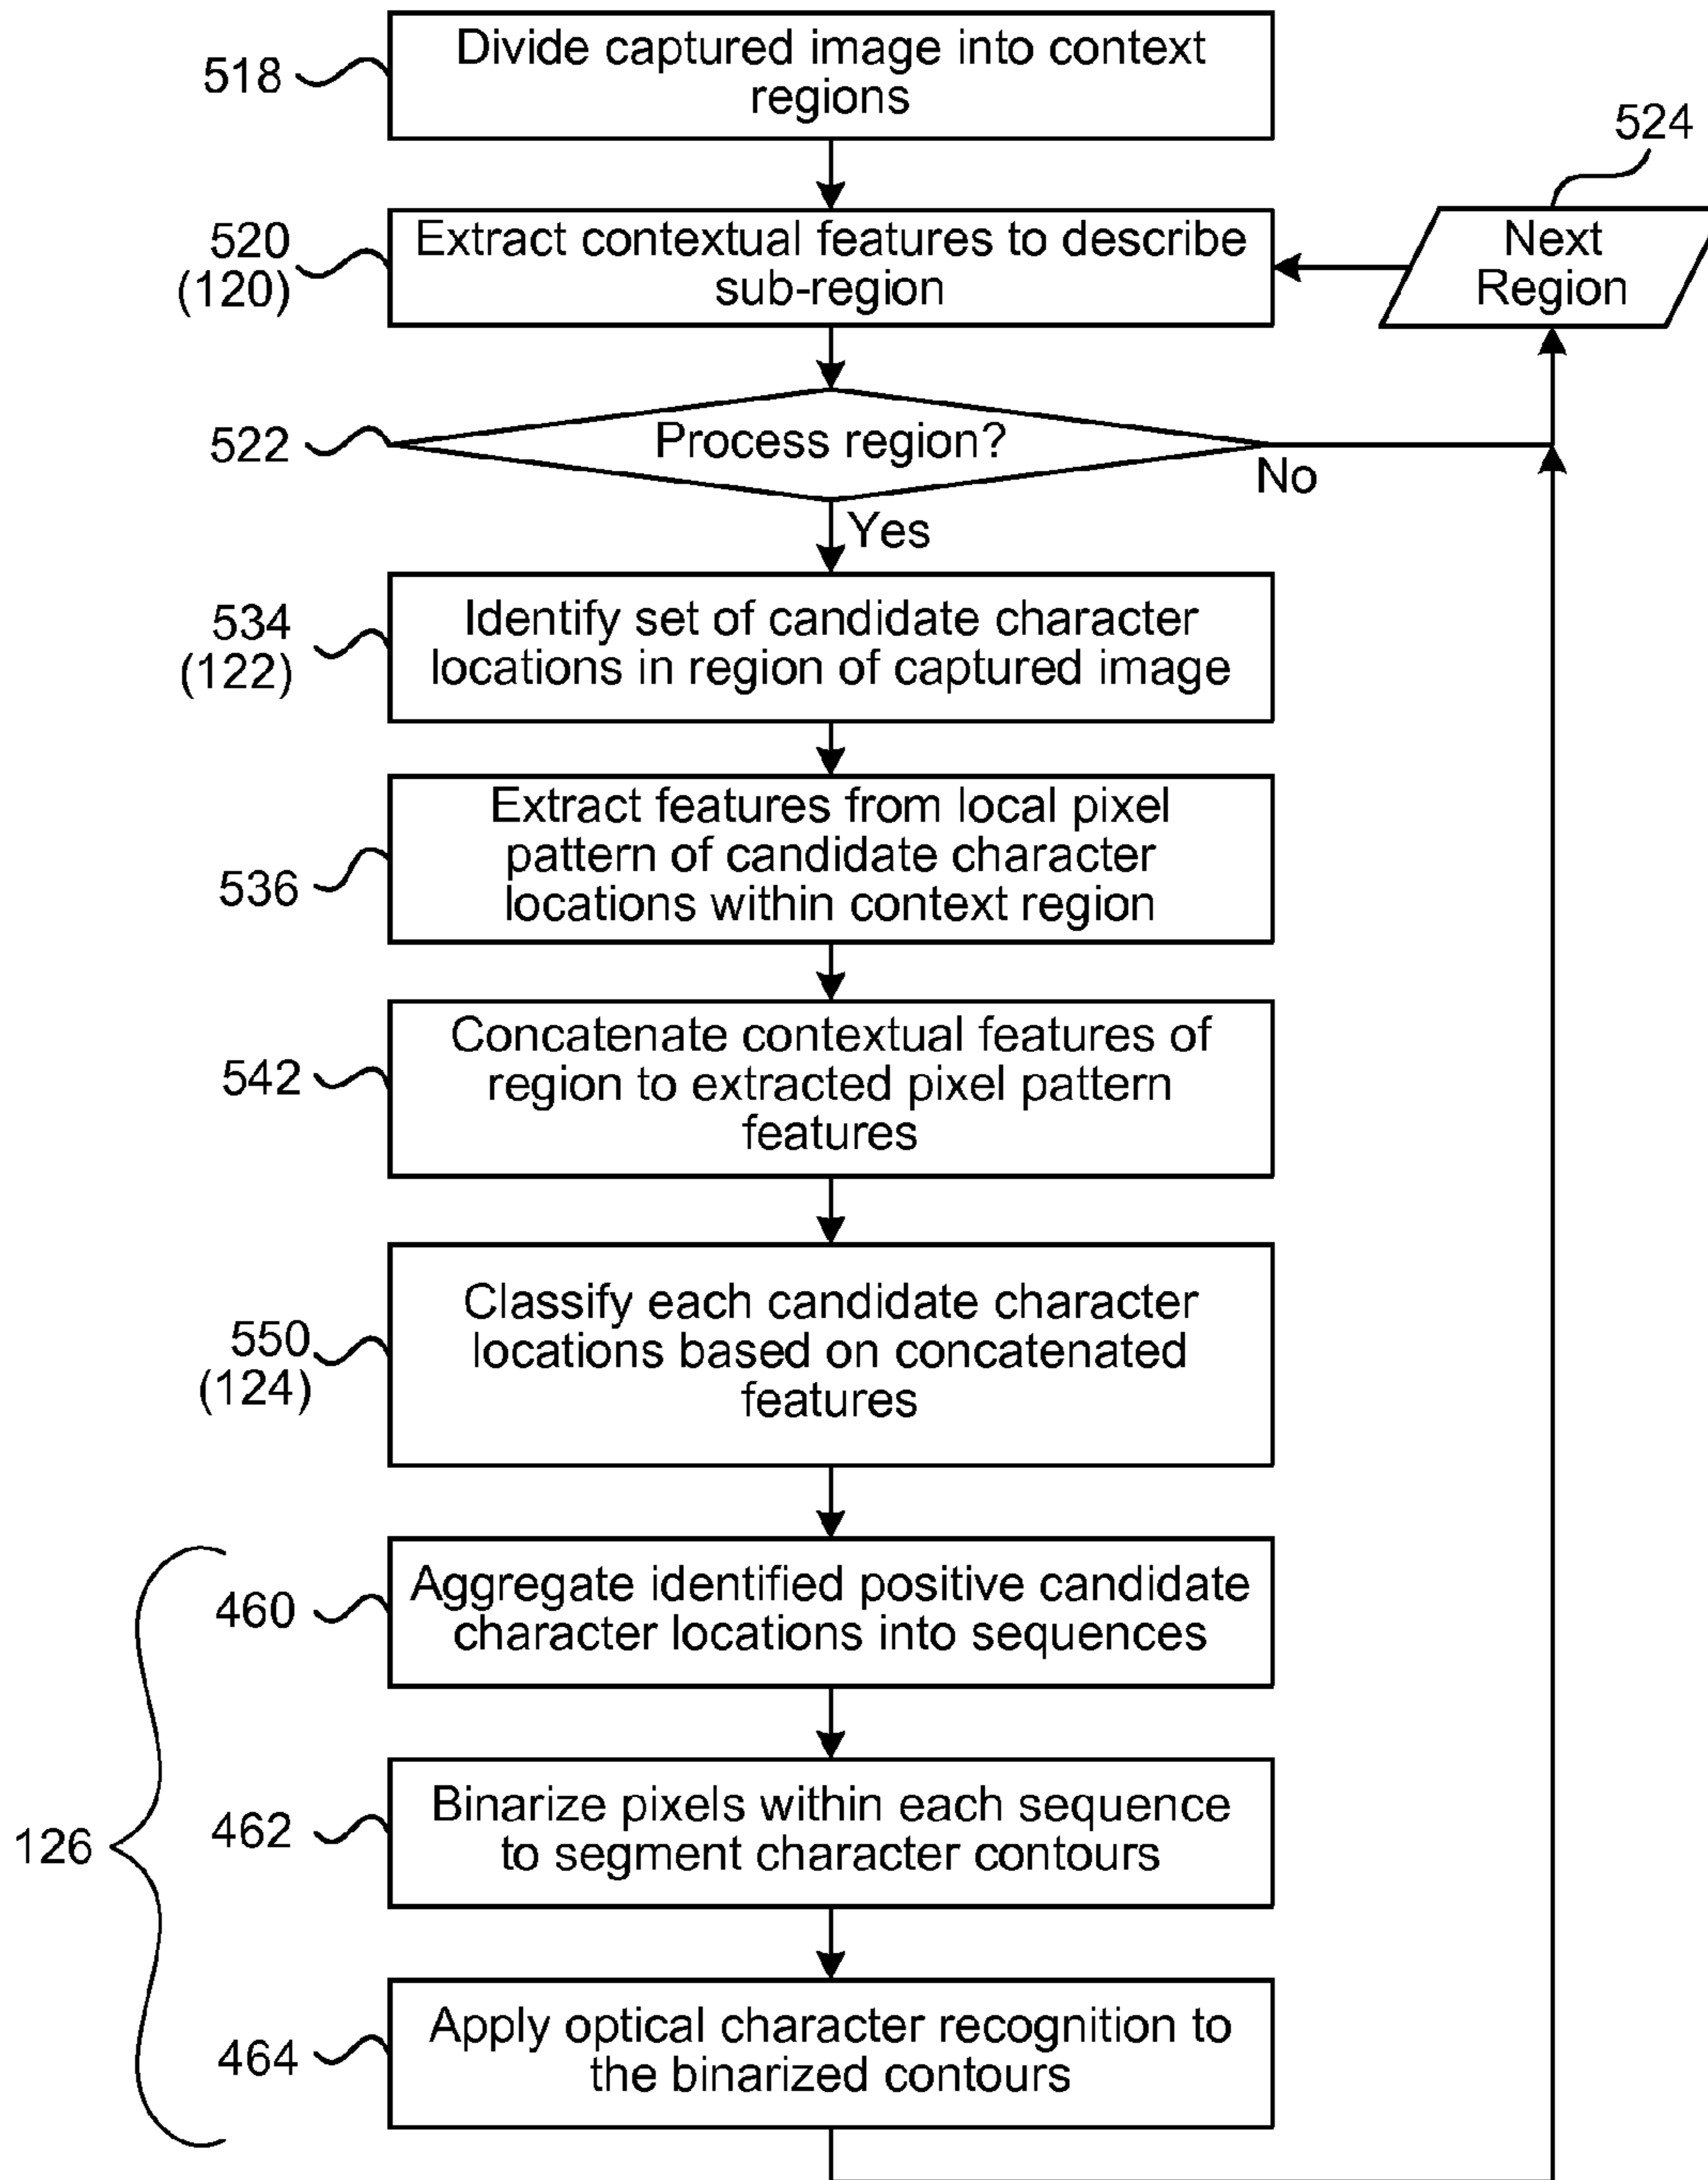 518
Divide captured image into context
regions
524
520
(120)
Extract contextual features to describe
sub-region
Next
Region
522
Process region?
No
Yes
534
(122)
Identify set of candidate character
locations in region of captured image
536
Extract features from local pixel
pattern of candidate character
locations within context region
542
Concatenate contextual features of
region to extracted pixel pattern
features
550
(124)
Classify each candidate character
locations based on concatenated
features
126
460
Aggregate identified positive candidate
character locations into sequences
462
Binarize pixels within each sequence
to segment character contours
464
Apply optical character recognition to
the binarized contours